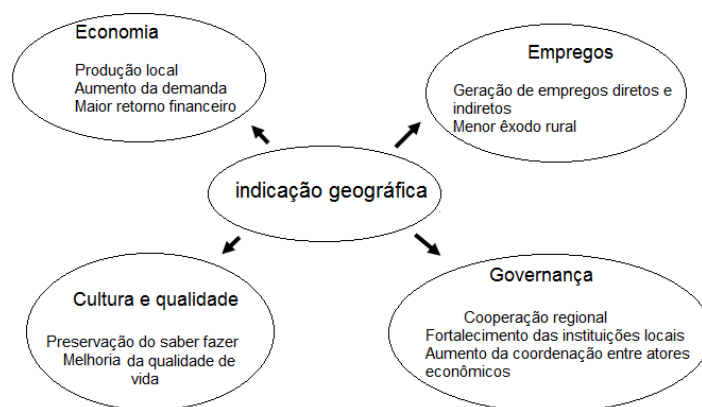 Economia
Produção local
Aumento da demanda
Maior retorno financeiro
Empregos
Geração de empregos diretos e
indiretos
Menor êxodo rural
indicação geográfica
Cultura e qualidade
Preservação do saber fazer
Melhoria da qualidade de
vida
Governança
Cooperação regional
Fortalecimento das instituições locais
Aumento da coordenação entre atores
econômicos